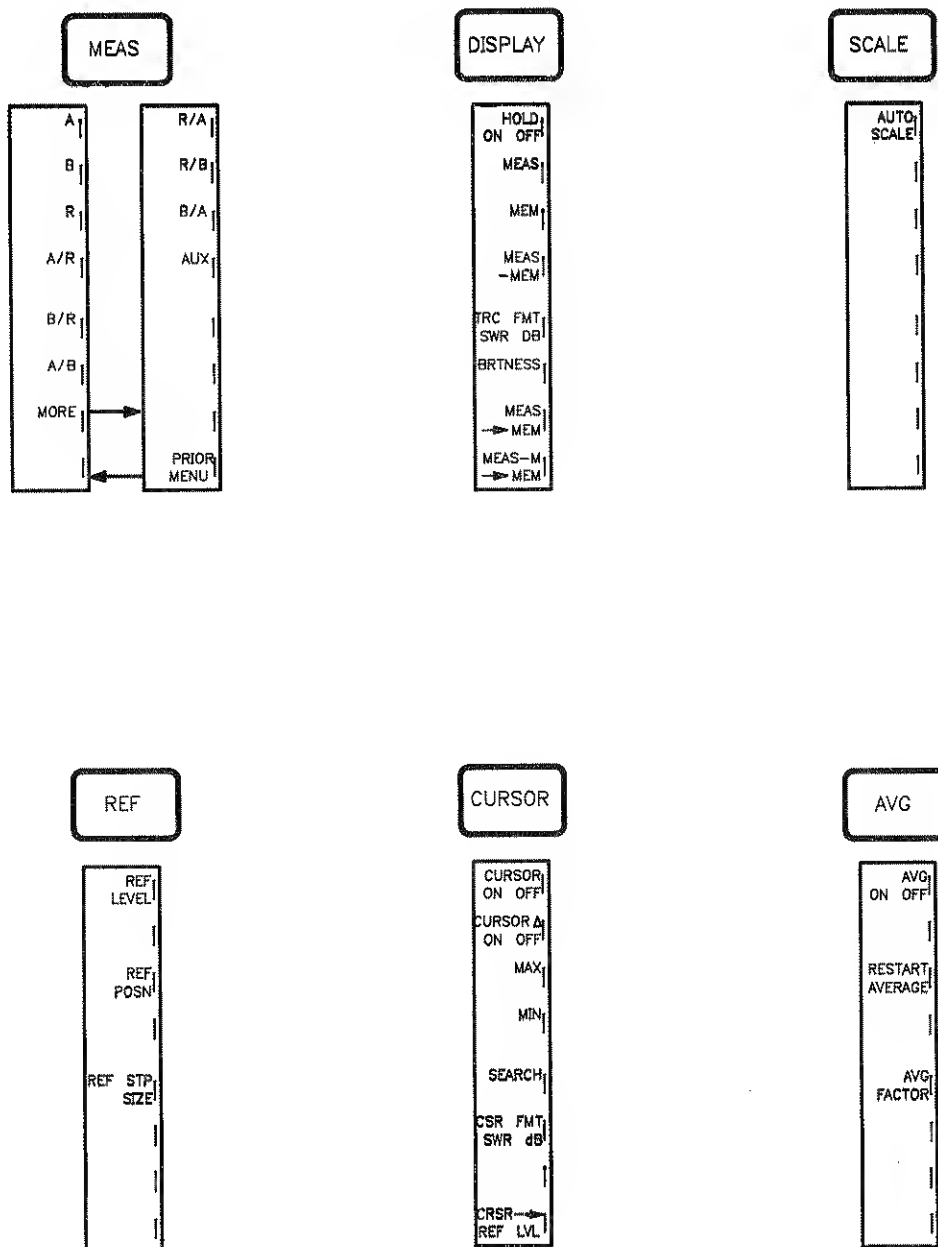 MEAS
A
B
R
A/R
B/R
A/B
MORE
R/A
R/B
B/A
AUX
PRIOR
MENU
DISPLAY
HOLD
ON OFF
MEAS
MEM
MEAS
-MEM
TRC FMT
SWR DB
BRTNESS
MEAS
→ MEM
MEAS-M
→ MEM
SCALE
AUTO
SCALE
REF
REF
LEVEL
REF
POSN
REF STP
SIZE
CURSOR
CURSOR
ON OFF
CURSOR Δ
ON OFF
MAX
MIN
SEARCH
CSR FMT
SWR dB
CRSR→
REF LVL
AVG
AVG
ON OFF
RESTART
AVERAGE
AVG
FACTOR